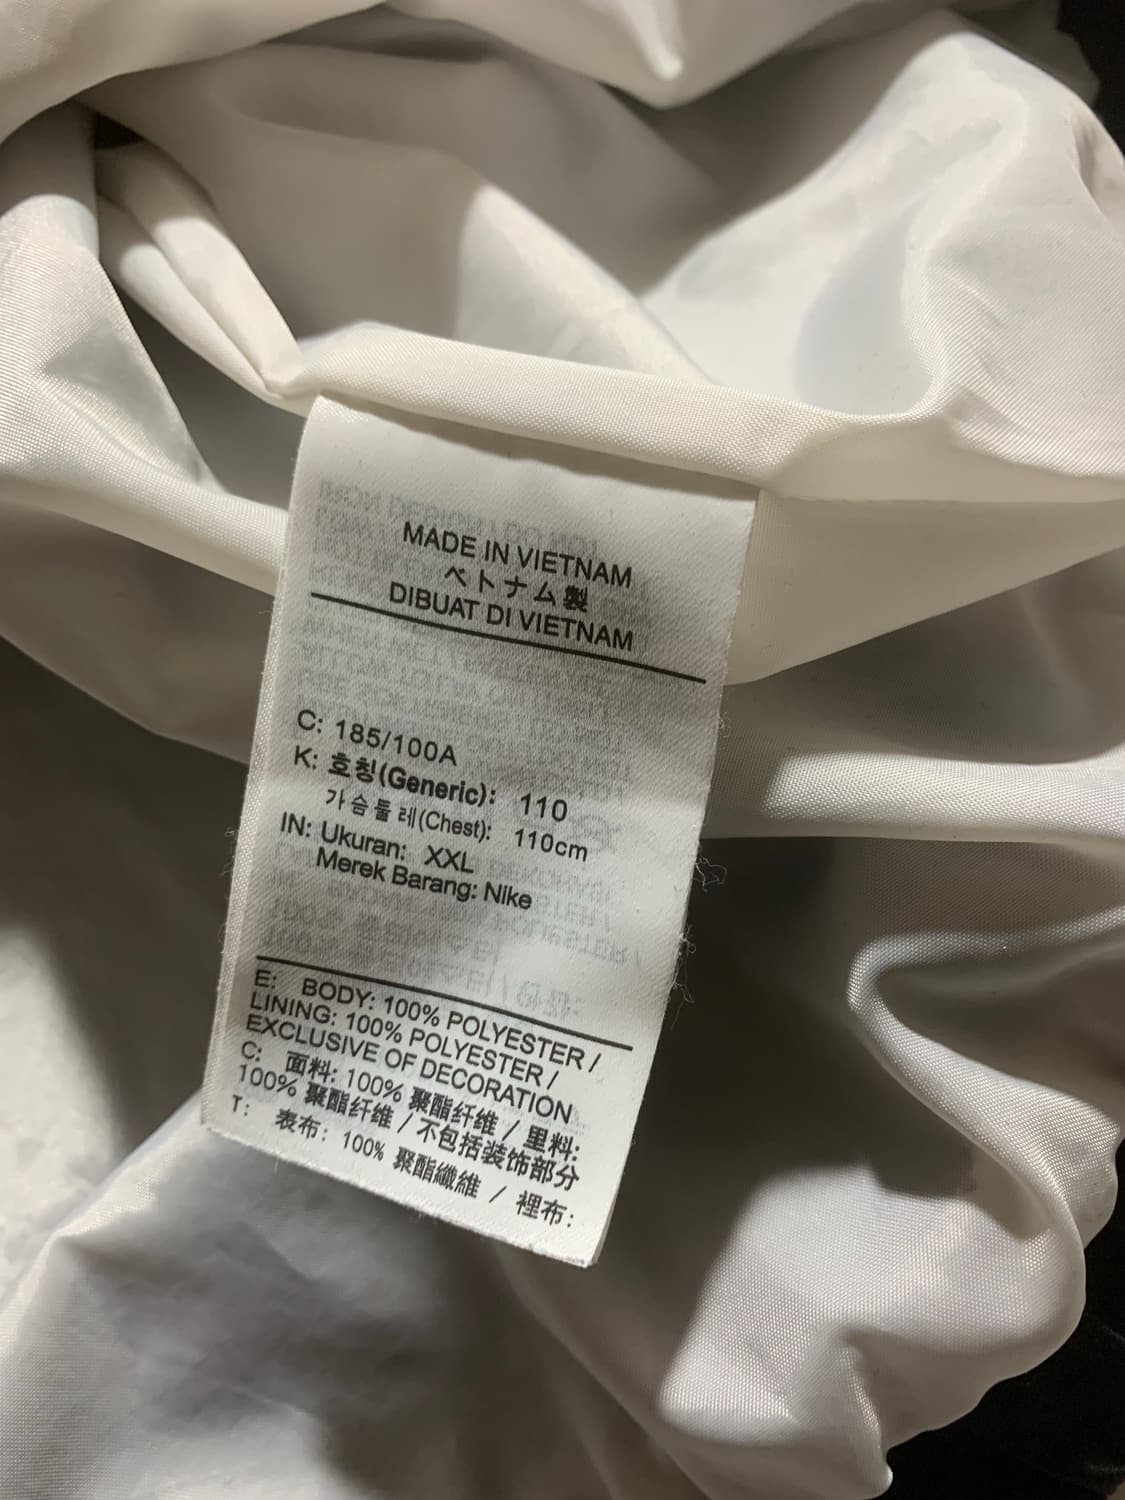 MADE IN VIETNAM
ベトナム製
DIBUAT DI VIETNAM
C: 185/100A
K: 호칭(Generic): 110
가슴둘레(Chest): 110cm
IN: Ukuran: XXL
Merek Barang: Nike
E: BODY: 100% POLYESTER /
LINING: 100% POLYESTER /
EXCLUSIVE OF DECORATION
C: 面料: 100% 聚酯纤维 / 里料:
100% 聚酯纤维 / 不包括装饰部分
T: 表布: 100% 聚酯纖維 / 裡布: